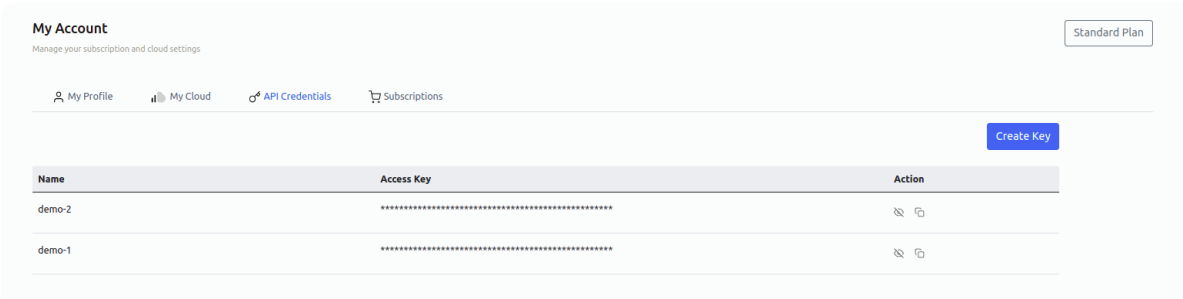 My Account
Standard Plan
Manage your subscription and cloud settings
My Profile My Cloud API Credentials Subscriptions
Create Key
Name Access Key Action
demo-2 **************************************************
demo-1 **************************************************